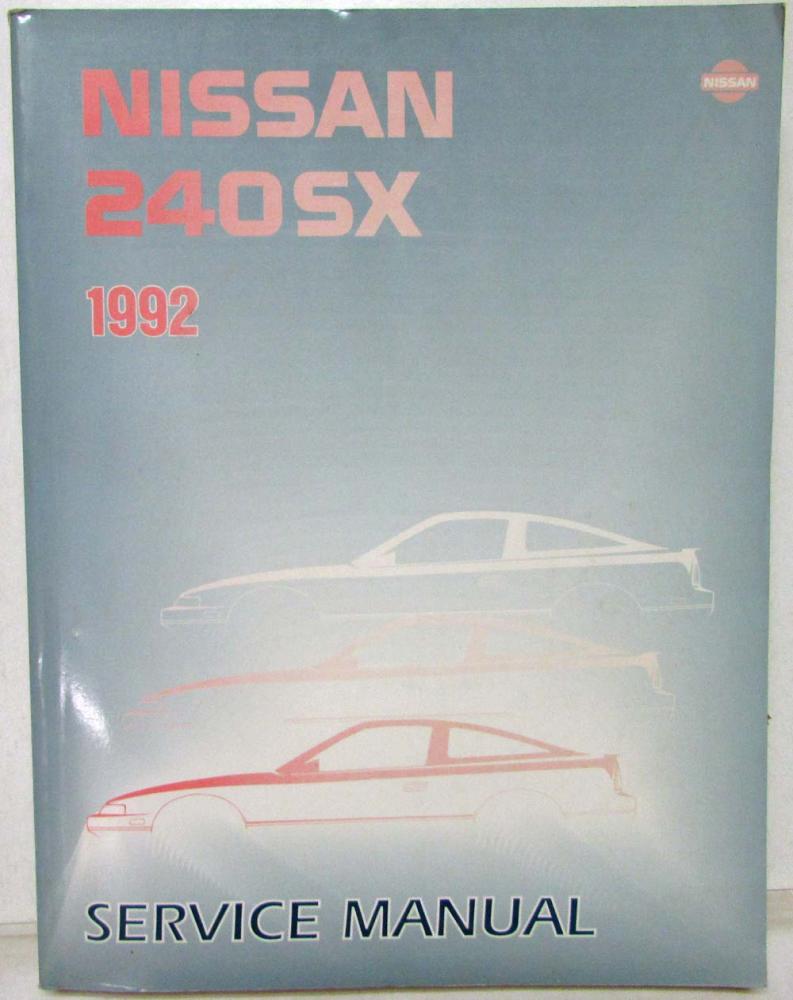 NISSAN
NISSAN
240SX
1992
SERVICE MANUAL